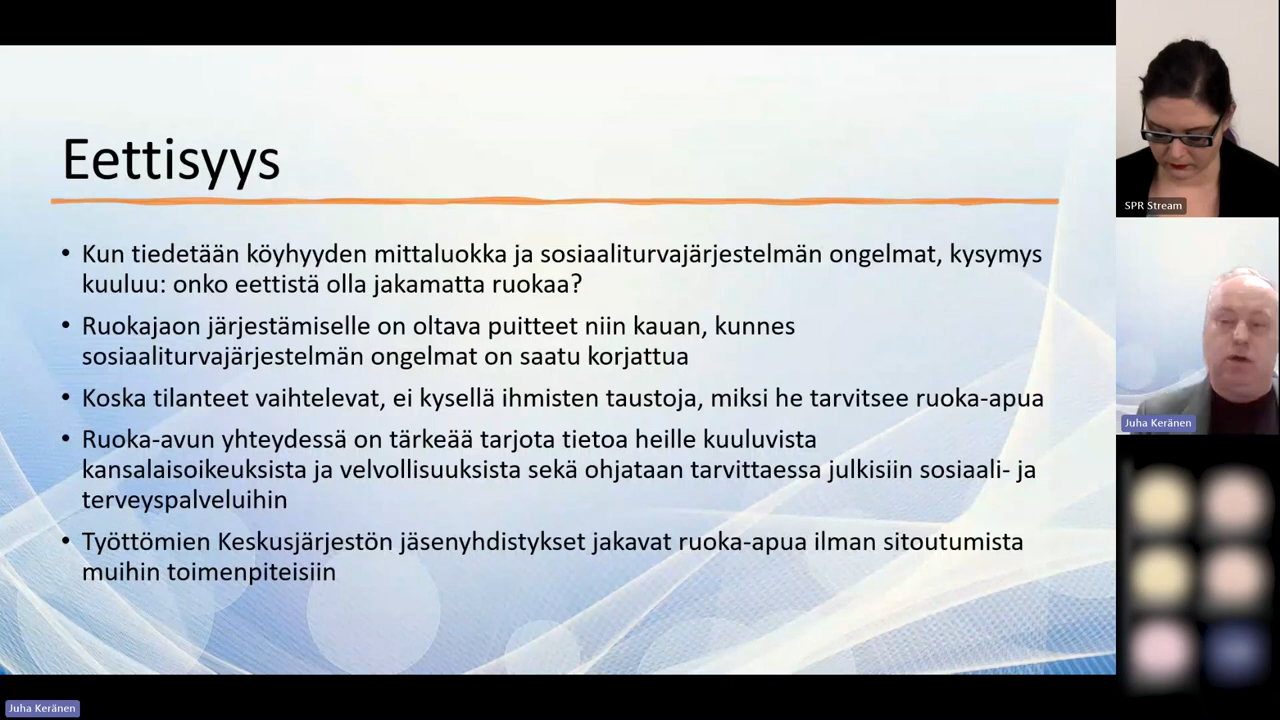 Eettisyys
• Kun tiedetään köyhyyden mittaluokka ja sosiaaliturvajärjestelmän ongelmat, kysymys
kuuluu: onko eettistä olla jakamatta ruokaa?
• Ruokajaon järjestämiselle on oltava puitteet niin kauan, kunnes
sosiaaliturvajärjestelmän ongelmat on saatu korjattua
• Koska tilanteet vaihtelevat, ei kysellä ihmisten taustoja, miksi he tarvitsee ruoka-apua
• Ruoka-avun yhteydessä on tärkeää tarjota tietoa heille kuuluvista
kansalaisoikeuksista ja velvollisuuksista sekä ohjataan tarvittaessa julkisiin sosiaali- ja
terveyspalveluihin
• Työttömien Keskusjärjestön jäsenyhdistykset jakavat ruoka-apua ilman sitoutumista
muihin toimenpiteisiin
SPR Stream
Juha Keränen
Juha Keränen